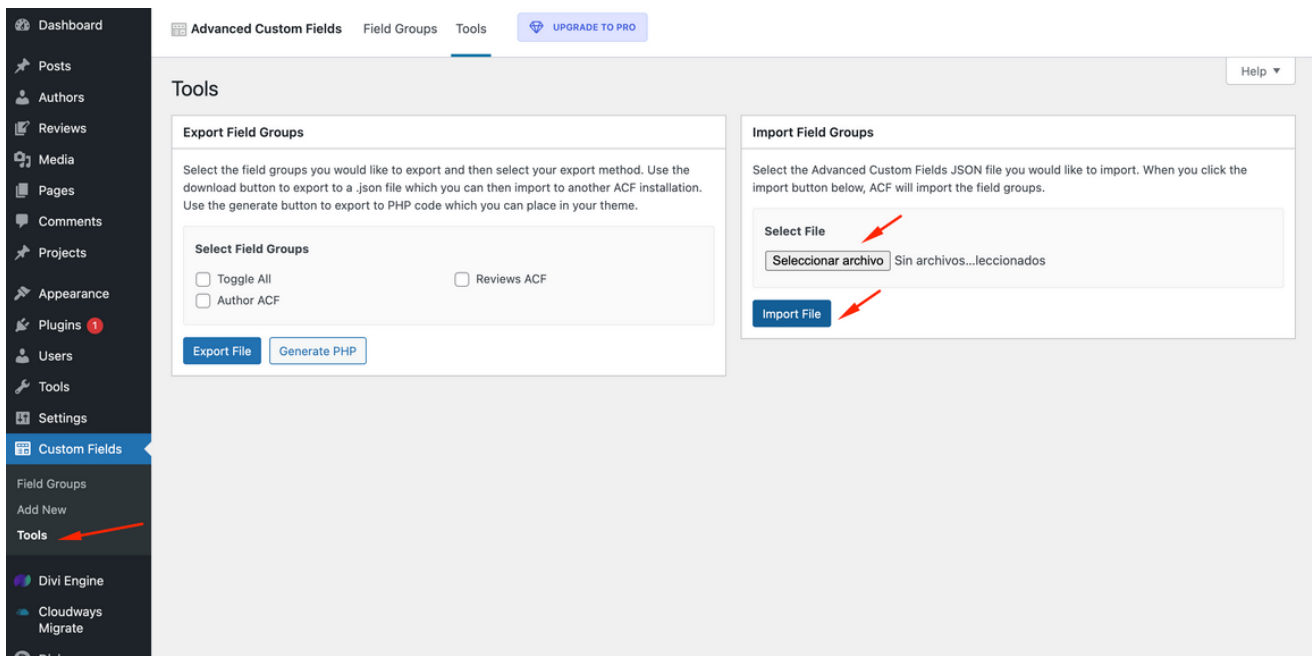 Dashboard
Posts
Authors
Reviews
Media
Pages
Comments
Projects
Appearance
Plugins 1
Users
Tools
Settings
Custom Fields
Field Groups
Add New
Tools
Divi Engine
Cloudways
Migrate
Advanced Custom Fields Field Groups Tools UPGRADE TO PRO
Help
Tools
Export Field Groups
Select the field groups you would like to export and then select your export method. Use the
download button to export to a .json file which you can then import to another ACF installation.
Use the generate button to export to PHP code which you can place in your theme.
Select Field Groups
Toggle All
Reviews ACF
Author ACF
Export File Generate PHP
Import Field Groups
Select the Advanced Custom Fields JSON file you would like to import. When you click the
import button below, ACF will import the field groups.
Select File
Seleccionar archivo Sin archivos...leccionados
Import File